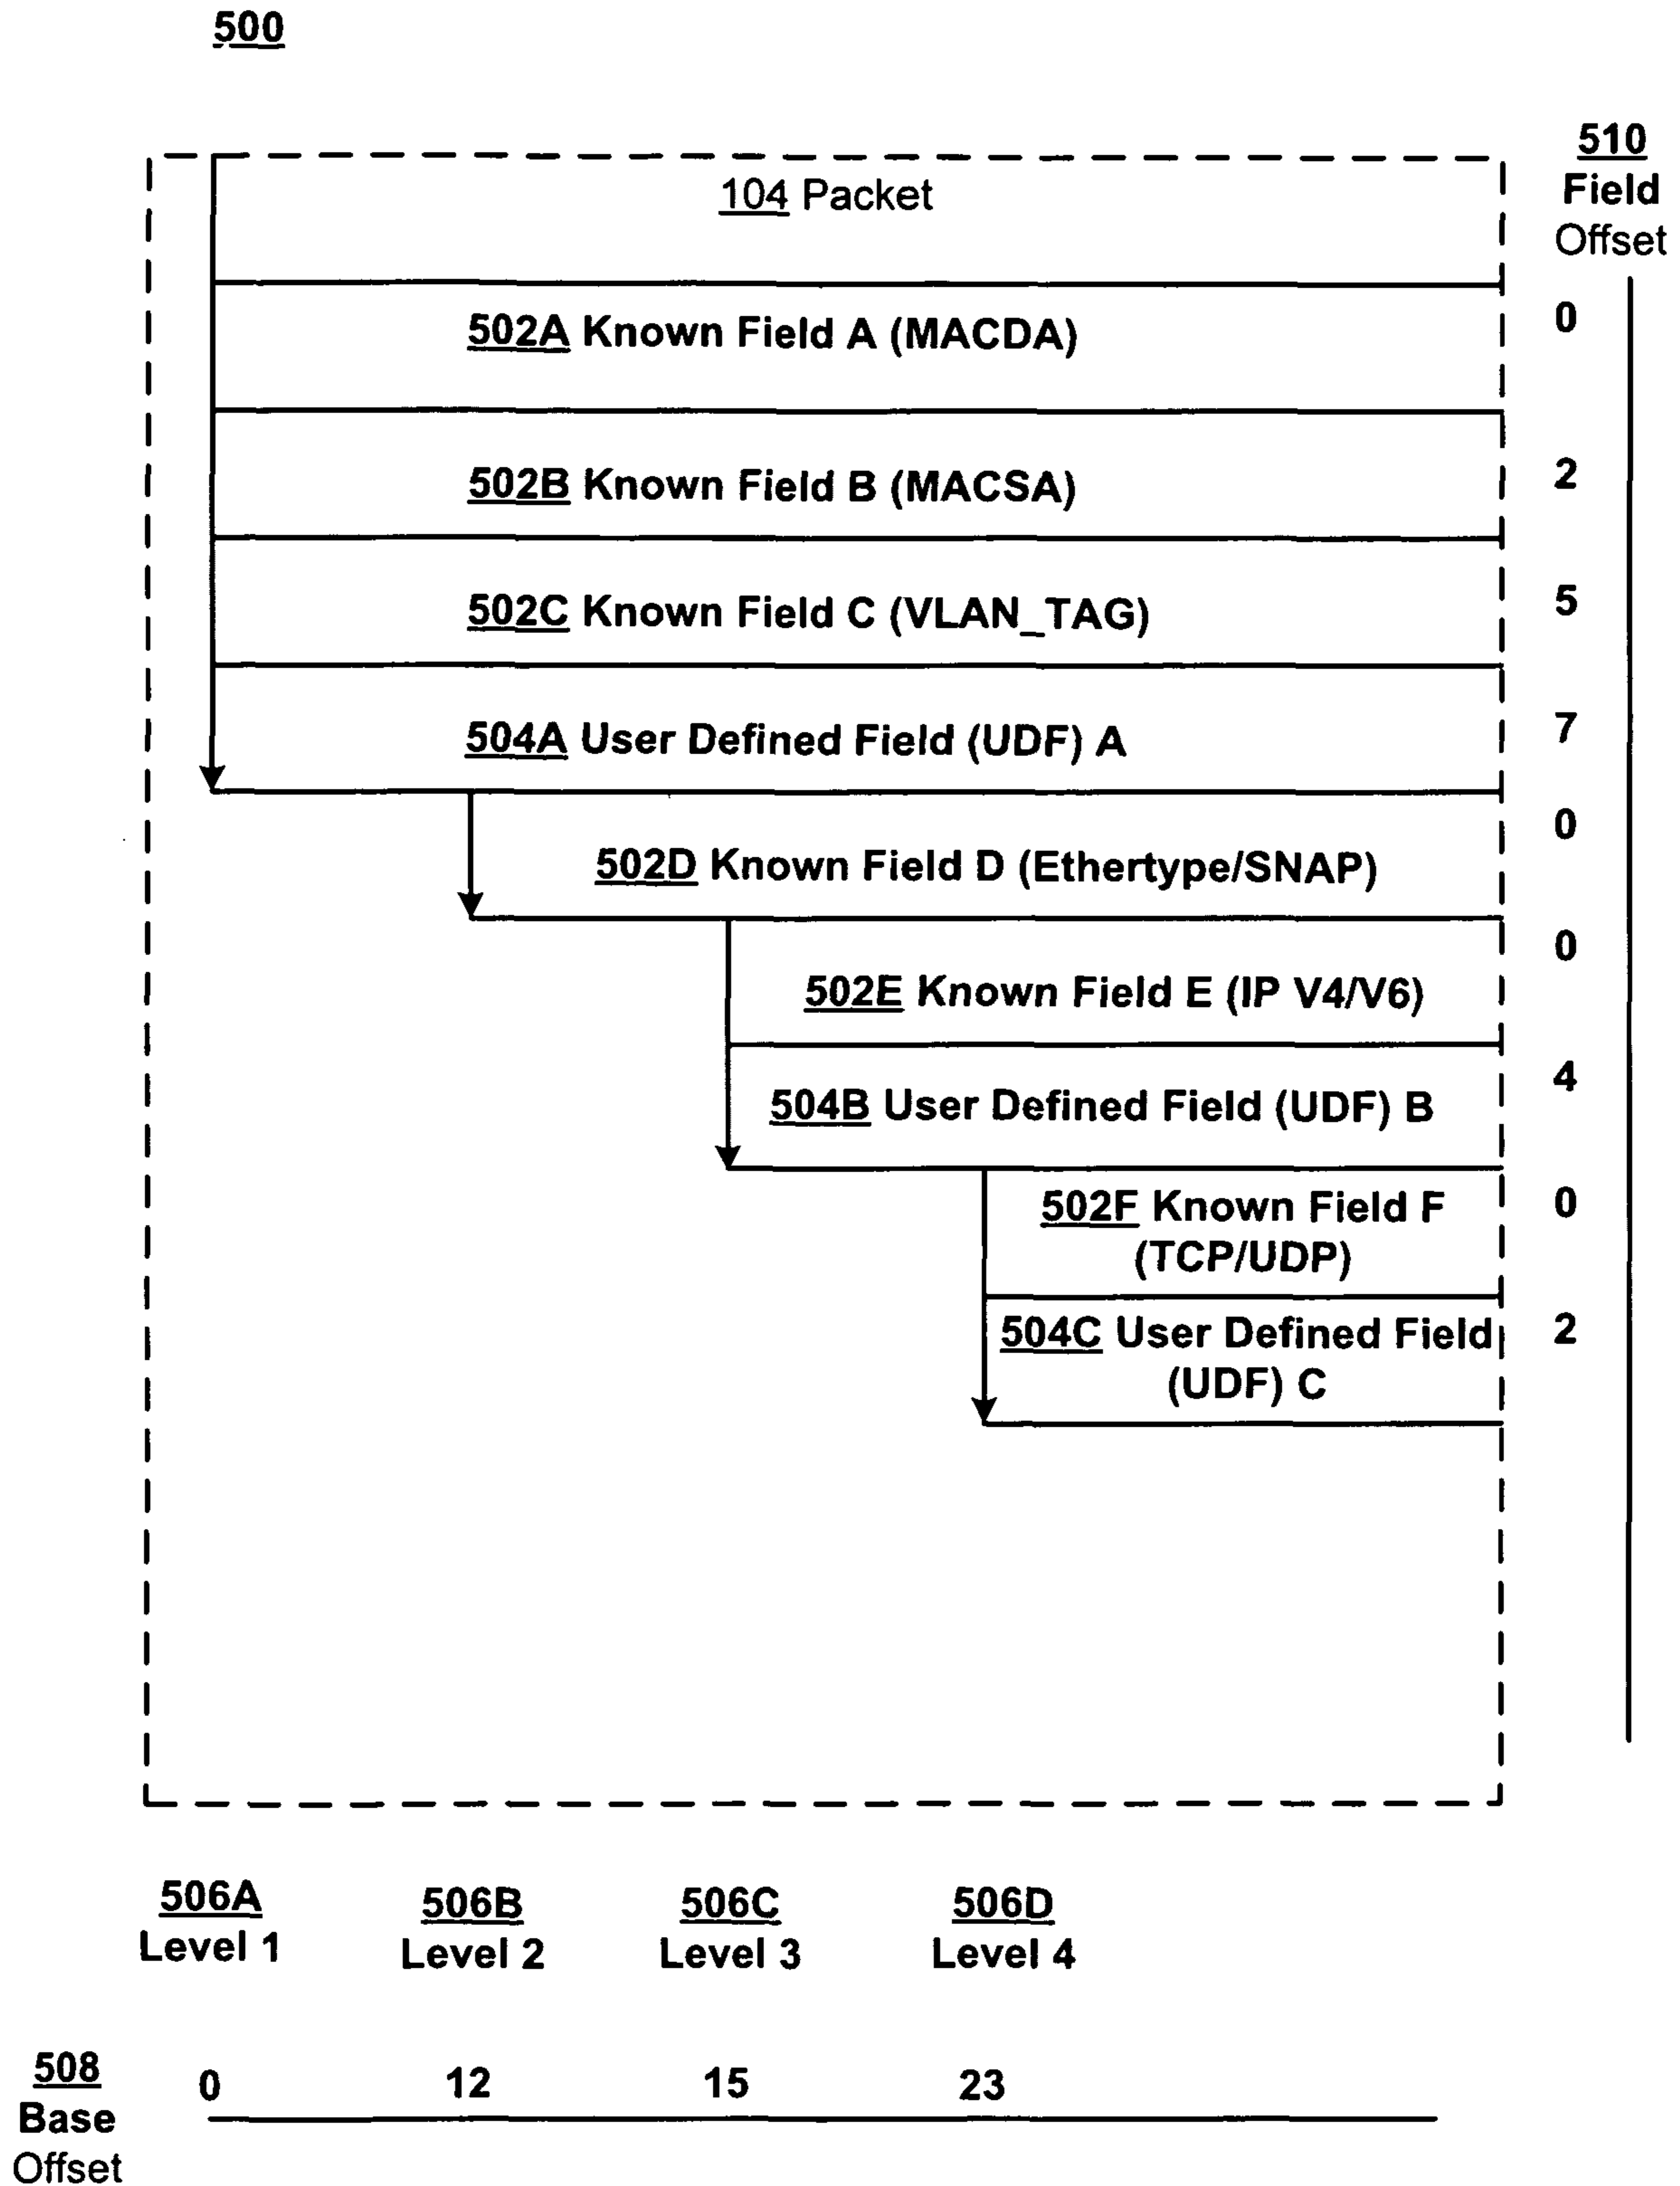 500
510
Field
Offset
104 Packet
0
502A Known Field A (MACDA)
2
502B Known Field B (MACSA)
5
502C Known Field C (VLAN_TAG)
7
504A User Defined Field (UDF) A
0
502D Known Field D (Ethertype/SNAP)
0
502E Known Field E (IP V4/V6)
4
504B User Defined Field (UDF) B
0
502F Known Field F
(TCP/UDP)
2
504C User Defined Field
(UDF) C
506A
Level 1
506B
Level 2
506C
Level 3
506D
Level 4
508
Base
Offset
0 12 15 23